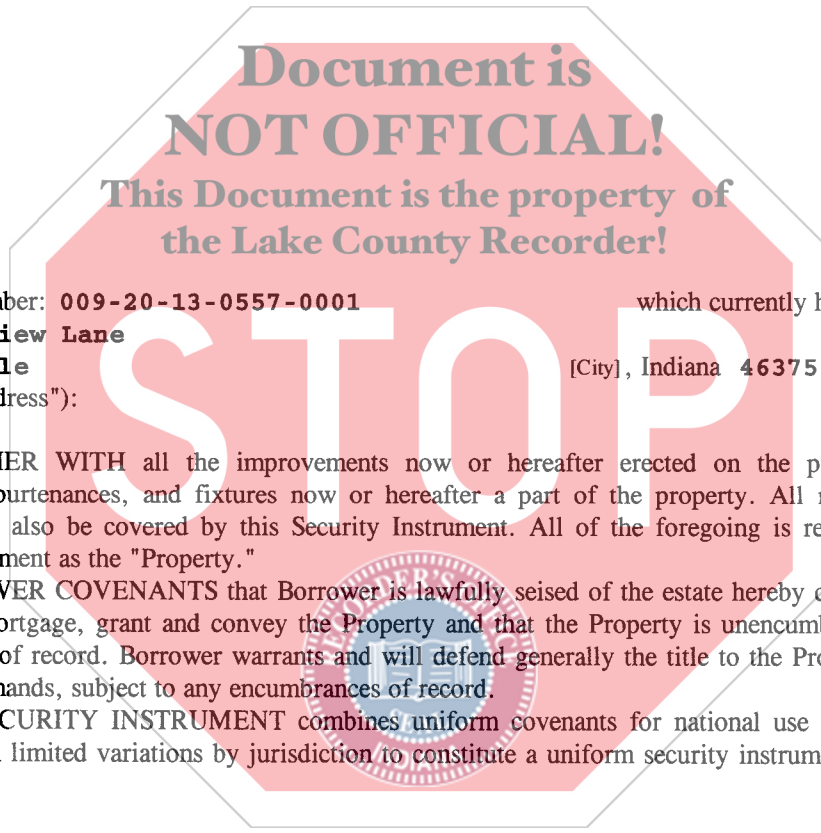 Document is
NOT OFFICIAL!
This Document is the property of
the Lake County Recorder!
STOP
ber: 009-20-13-0557-0001 which currently h
iew Lane
le [City], Indiana 46375
dress"):
ER WITH all the improvements now or hereafter erected on the p
purtenances, and fixtures now or hereafter a part of the property. All
also be covered by this Security Instrument. All of the foregoing is re
ment as the "Property."
VER COVENANTS that Borrower is lawfully seised of the estate hereby
ortgage, grant and convey the Property and that the Property is unencumb
of record. Borrower warrants and will defend generally the title to the Pro
hands, subject to any encumbrances of record.
CURITY INSTRUMENT combines uniform covenants for national use
limited variations by jurisdiction to constitute a uniform security instrum
INDIANA